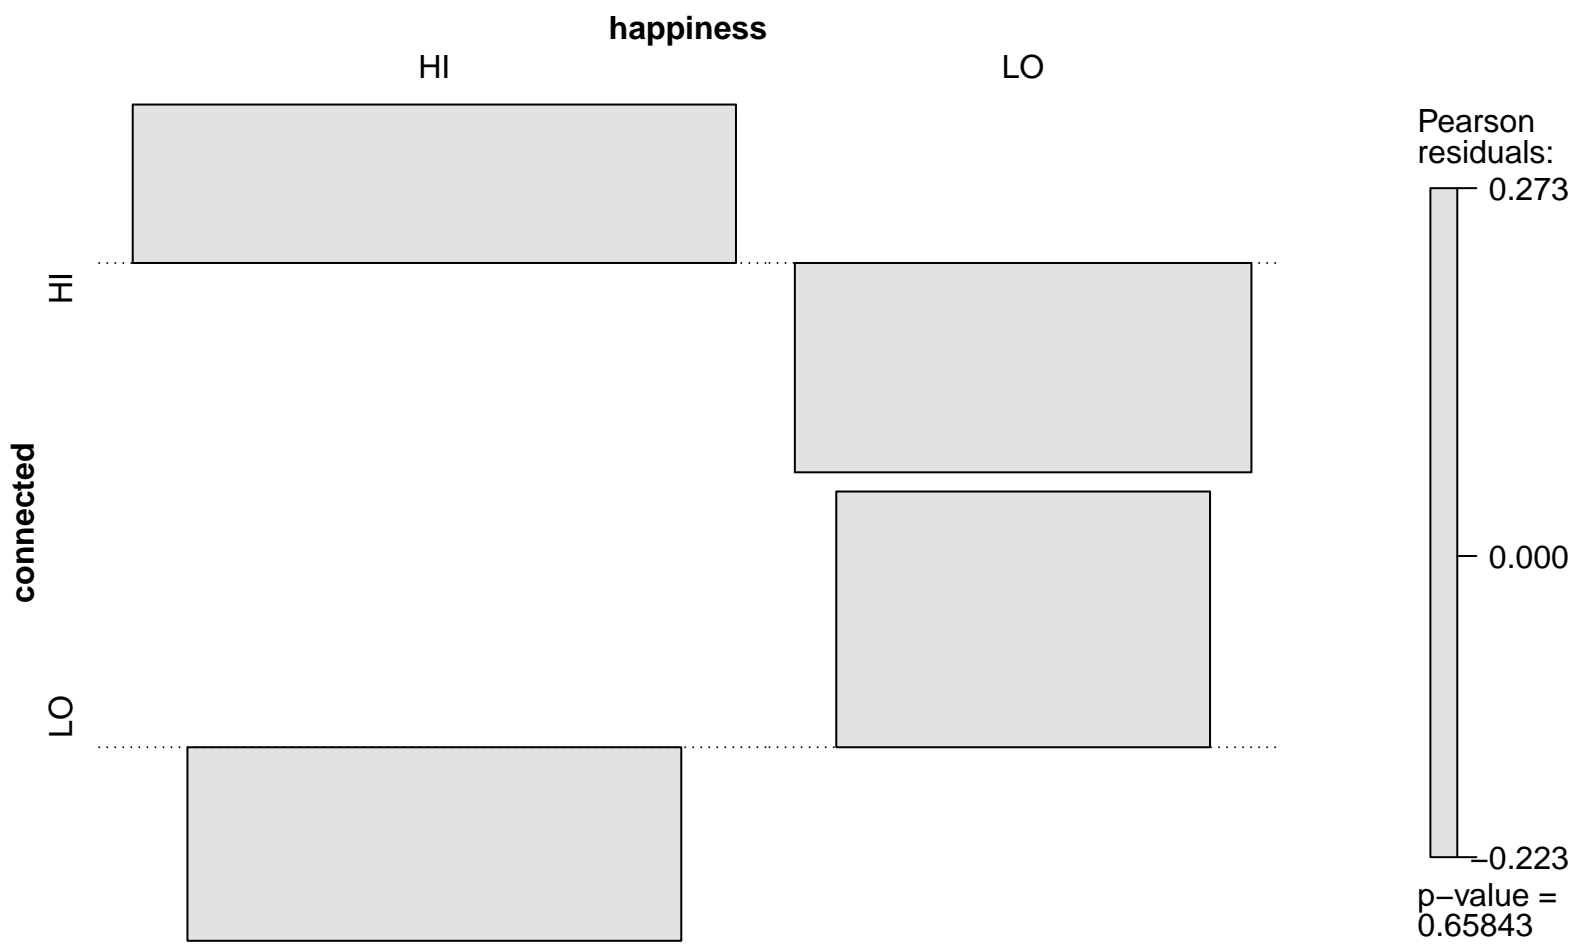 happiness
HI
LO
Pearson
residuals:
0.273
HI
connected
0.000
LO
−0.223
p−value =
0.65843